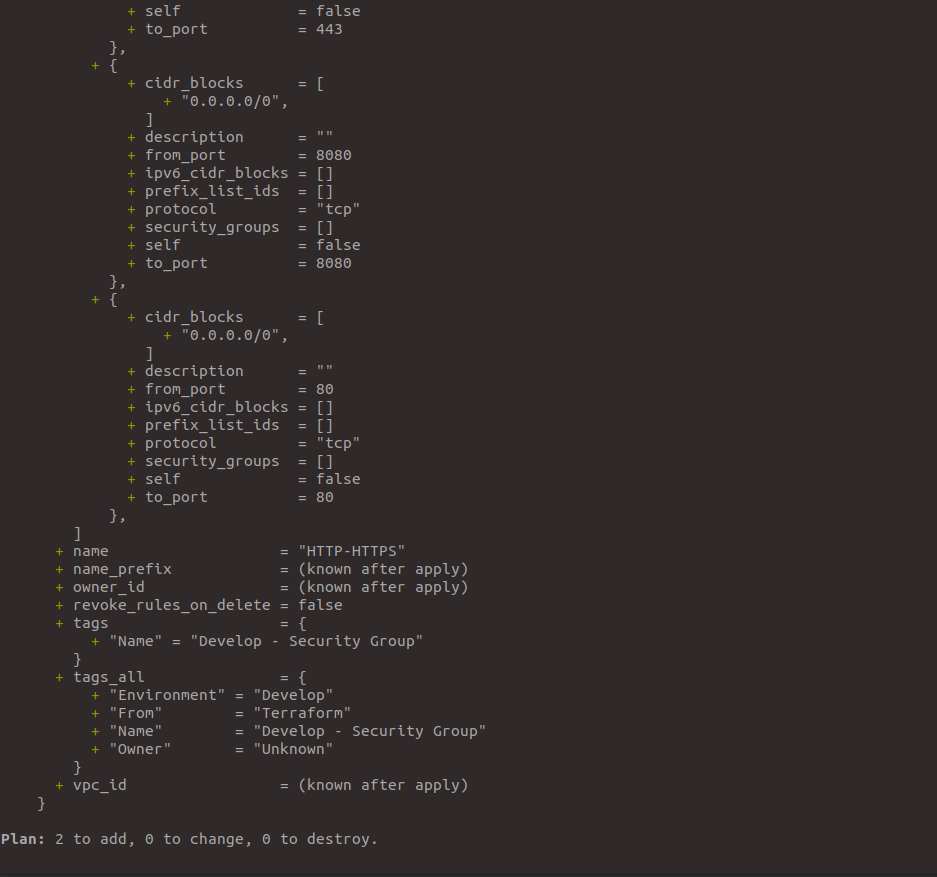 + self             = false
              + to_port          = 443
            },
          + {
              + cidr_blocks      = [
                  + "0.0.0.0/0",
                ]
              + description      = ""
              + from_port        = 8080
              + ipv6_cidr_blocks = []
              + prefix_list_ids  = []
              + protocol         = "tcp"
              + security_groups  = []
              + self             = false
              + to_port          = 8080
            },
          + {
              + cidr_blocks      = [
                  + "0.0.0.0/0",
                ]
              + description      = ""
              + from_port        = 80
              + ipv6_cidr_blocks = []
              + prefix_list_ids  = []
              + protocol         = "tcp"
              + security_groups  = []
              + self             = false
              + to_port          = 80
            },
        ]
      + name                   = "HTTP-HTTPS"
      + name_prefix            = (known after apply)
      + owner_id               = (known after apply)
      + revoke_rules_on_delete = false
      + tags                   = {
          + "Name" = "Develop - Security Group"
        }
      + tags_all               = {
          + "Environment" = "Develop"
          + "From"        = "Terraform"
          + "Name"        = "Develop - Security Group"
          + "Owner"       = "Unknown"
        }
      + vpc_id                 = (known after apply)
    }
Plan: 2 to add, 0 to change, 0 to destroy.